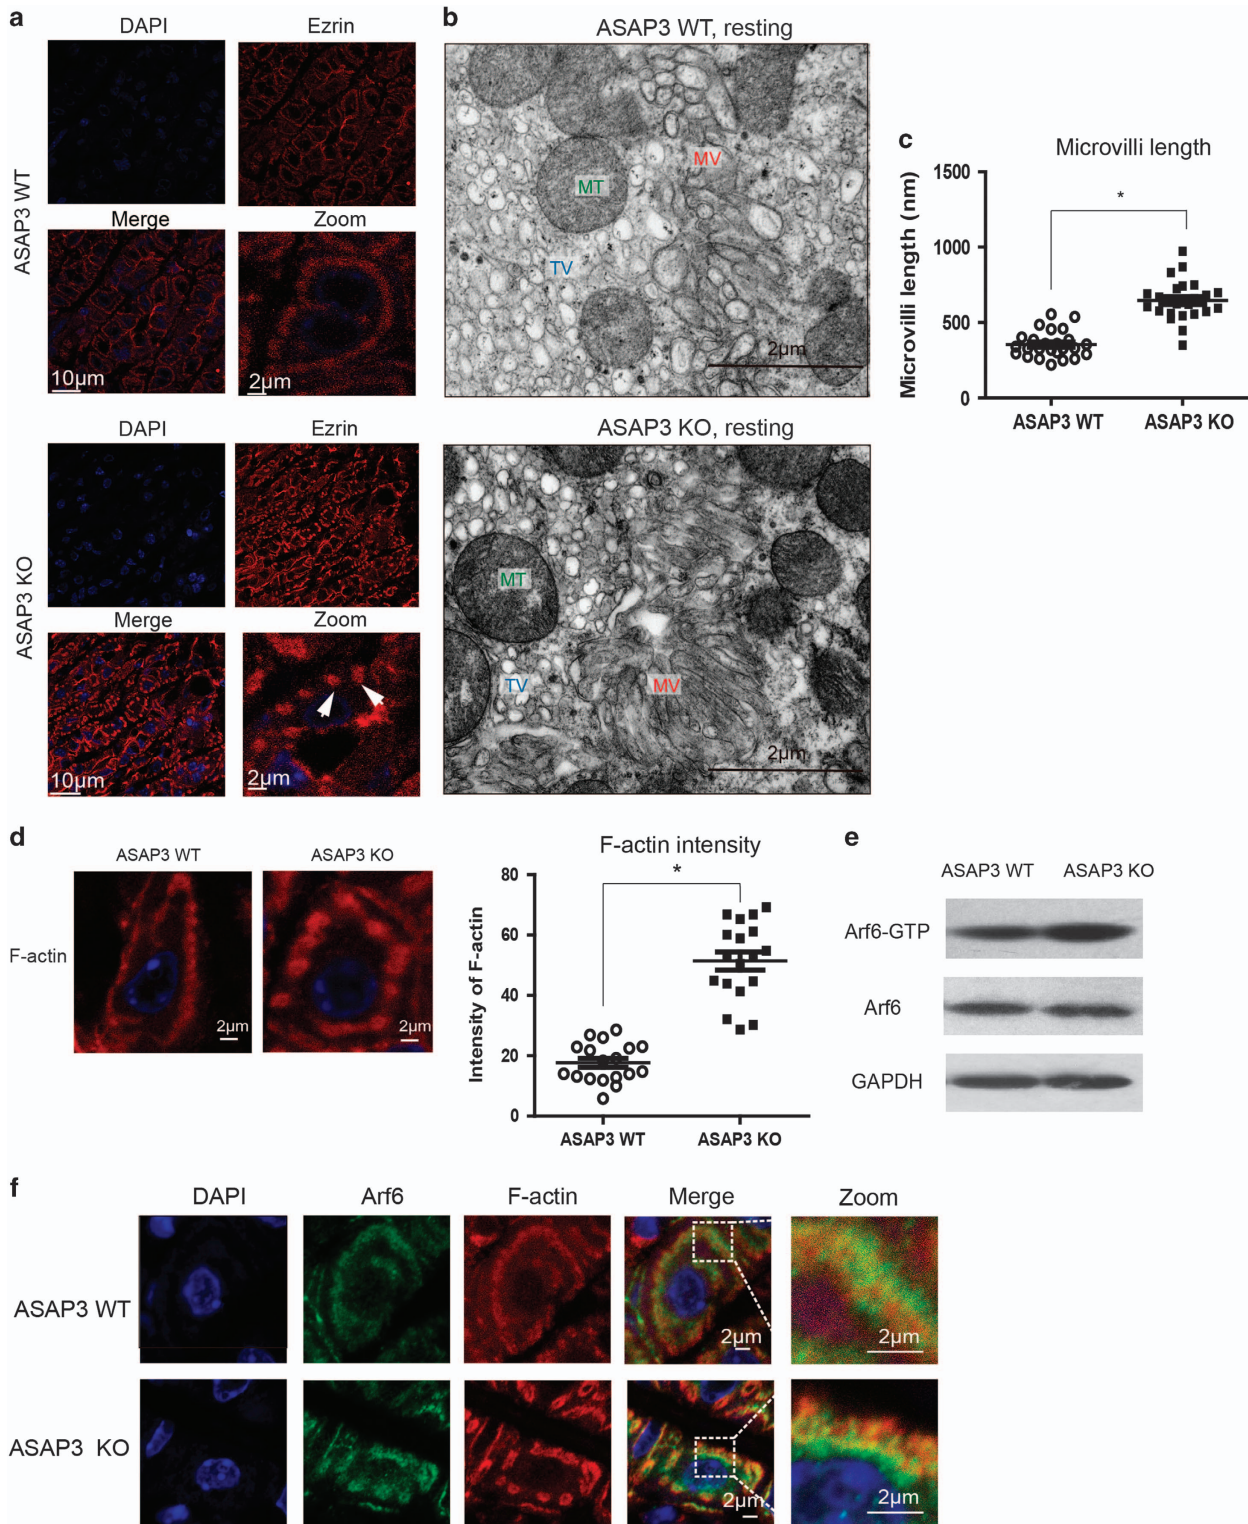 a
DAPI
Ezrin
Merge
Zoom
ASAP3 WT
10μm
2μm
DAPI
Ezrin
Merge
Zoom
ASAP3 KO
10μm
2μm
b
ASAP3 WT, resting
MV
MT
TV
2μm
ASAP3 KO, resting
MT
TV
MV
2μm
c
Microvilli length
Microvilli length (nm)
1500
1000
500
0
*
ASAP3 WT
ASAP3 KO
d
ASAP3 WT
ASAP3 KO
F-actin
2μm
2μm
F-actin intensity
Intensity of F-actin
80
60
40
20
0
*
ASAP3 WT
ASAP3 KO
e
ASAP3 WT
ASAP3 KO
Arf6-GTP
Arf6
GAPDH
f
DAPI
Arf6
F-actin
Merge
Zoom
ASAP3 WT
2μm
2μm
ASAP3 KO
2μm
2μm